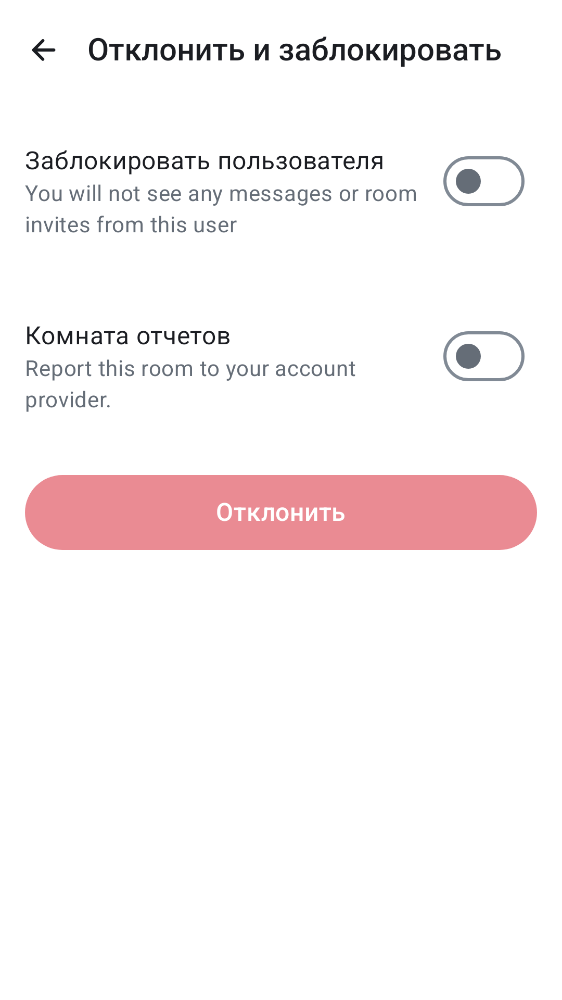 Отклонить и заблокировать
Заблокировать пользователя
You will not see any messages or room
invites from this user
Комната отчетов
Report this room to your account
provider.
Отклонить